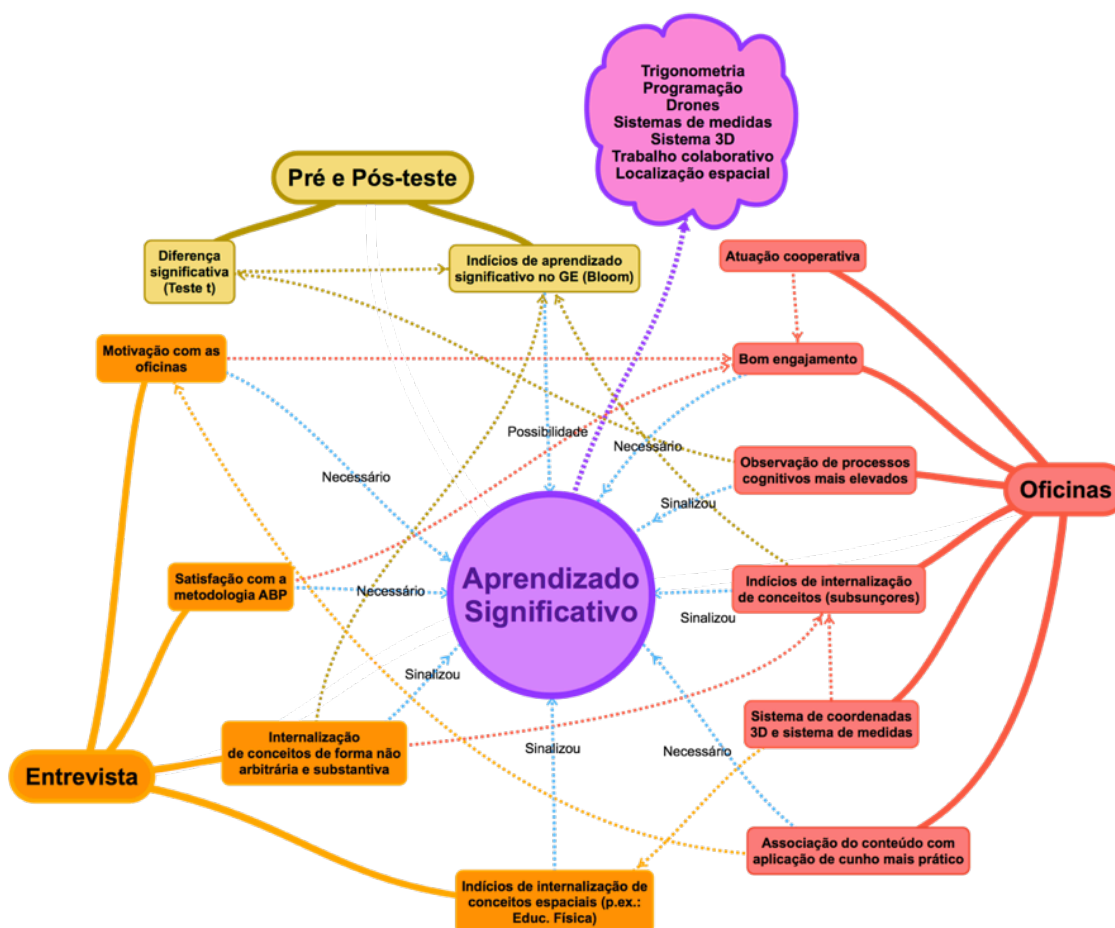 Trigonometria
Programação
Drones
Sistemas de medidas
Sistema 3D
Trabalho colaborativo
Localização espacial
Pré e Pós-teste
Diferença
significativa
(Teste t)
Indícios de aprendizado
significativo no GE (Bloom)
Atuação cooperativa
Motivação com as
oficinas
Bom engajamento
Possibilidade
Necessário
Necessário
Observação de processos
cognitivos mais elevados
Sinalizou
Oficinas
Aprendizado
Significativo
Satisfação com a
metodologia ABP
Necessário
Indícios de internalização
de conceitos (subsunçores)
Sinalizou
Sinalizou
Internalização
de conceitos de forma não
arbitrária e substantiva
Sistema de coordenadas
3D e sistema de medidas
Sinalizou
Necessário
Entrevista
Associação do conteúdo com
aplicação de cunho mais prático
Indícios de internalização de
conceitos espaciais (p.ex.:
Educ. Física)